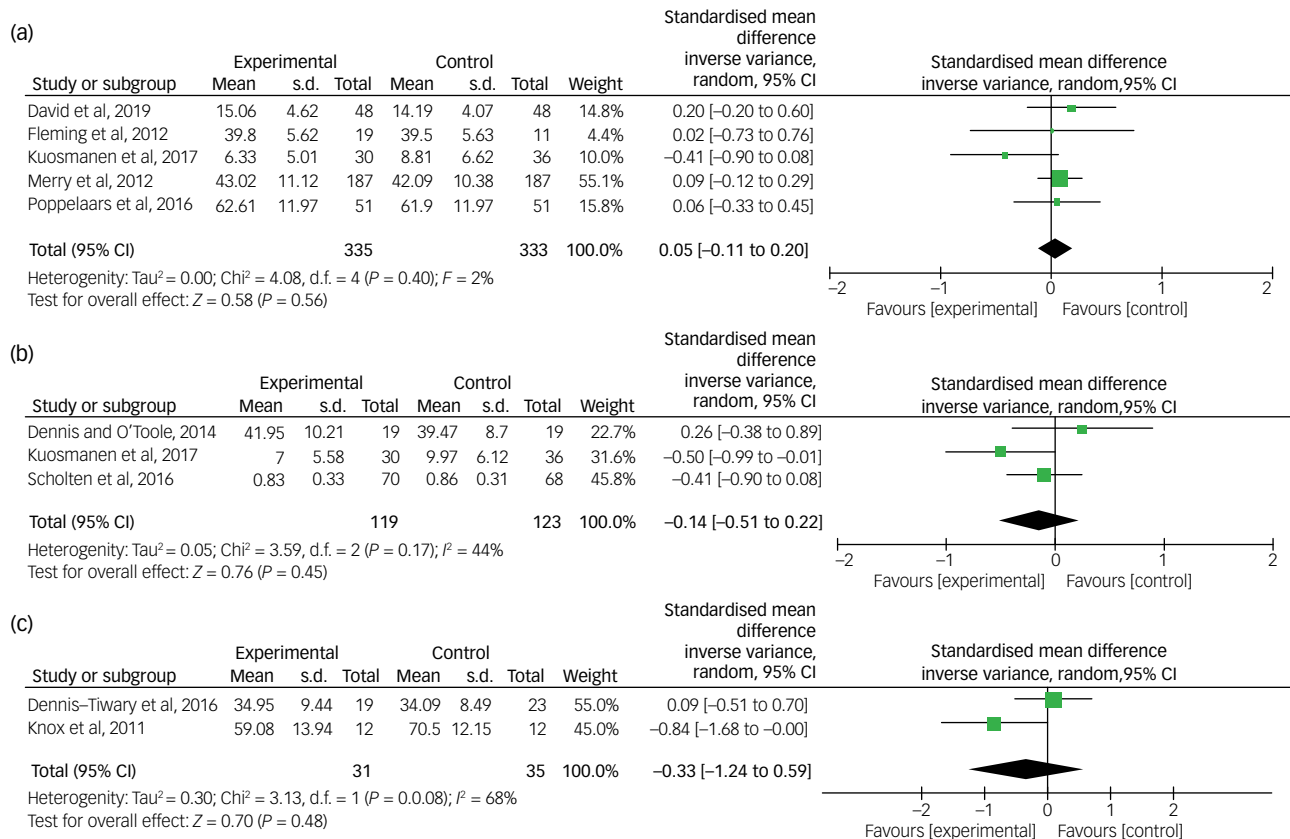 (a)
Standardised mean
difference
inverse variance,
random, 95% CI
Standardised mean difference
inverse variance, random,95% CI
Experimental Control
Study or subgroup Mean s.d. Total Mean s.d. Total Weight
David et al, 2019 15.06 4.62 48 14.19 4.07 48 14.8% 0.20 [−0.20 to 0.60]
Fleming et al, 2012 39.8 5.62 19 39.5 5.63 11 4.4% 0.02 [−0.73 to 0.76]
Kuosmanen et al, 2017 6.33 5.01 30 8.81 6.62 36 10.0% −0.41 [−0.90 to 0.08]
Merry et al, 2012 43.02 11.12 187 42.09 10.38 187 55.1% 0.09 [−0.12 to 0.29]
Poppelaars et al, 2016 62.61 11.97 51 61.9 11.97 51 15.8% 0.06 [−0.33 to 0.45]
Total (95% CI) 335 333 100.0% 0.05 [−0.11 to 0.20]
Heterogenity: Tau² = 0.00; Chi² = 4.08, d.f. = 4 (P = 0.40); F = 2%
Test for overall effect: Z = 0.58 (P = 0.56)
−2 −1 0 1 2
Favours [experimental] Favours [control]
(b)
Standardised mean
difference
inverse variance,
random, 95% CI
Standardised mean difference
inverse variance, random,95% CI
Experimental Control
Study or subgroup Mean s.d. Total Mean s.d. Total Weight
Dennis and O'Toole, 2014 41.95 10.21 19 39.47 8.7 19 22.7% 0.26 [−0.38 to 0.89]
Kuosmanen et al, 2017 7 5.58 30 9.97 6.12 36 31.6% −0.50 [−0.99 to −0.01]
Scholten et al, 2016 0.83 0.33 70 0.86 0.31 68 45.8% −0.41 [−0.90 to 0.08]
Total (95% CI) 119 123 100.0% −0.14 [−0.51 to 0.22]
Heterogenity: Tau² = 0.05; Chi² = 3.59, d.f. = 2 (P = 0.17); I² = 44%
Test for overall effect: Z = 0.76 (P = 0.45)
−2 −1 0 1 2
Favours [experimental] Favours [control]
(c)
Standardised mean
difference
inverse variance,
random, 95% CI
Standardised mean difference
inverse variance, random,95% CI
Experimental Control
Study or subgroup Mean s.d. Total Mean s.d. Total Weight
Dennis–Tiwary et al, 2016 34.95 9.44 19 34.09 8.49 23 55.0% 0.09 [−0.51 to 0.70]
Knox et al, 2011 59.08 13.94 12 70.5 12.15 12 45.0% −0.84 [−1.68 to −0.00]
Total (95% CI) 31 35 100.0% −0.33 [−1.24 to 0.59]
Heterogenity: Tau² = 0.30; Chi² = 3.13, d.f. = 1 (P = 0.0.08); I² = 68%
Test for overall effect: Z = 0.70 (P = 0.48)
−2 −1 0 1 2
Favours [experimental] Favours [control]